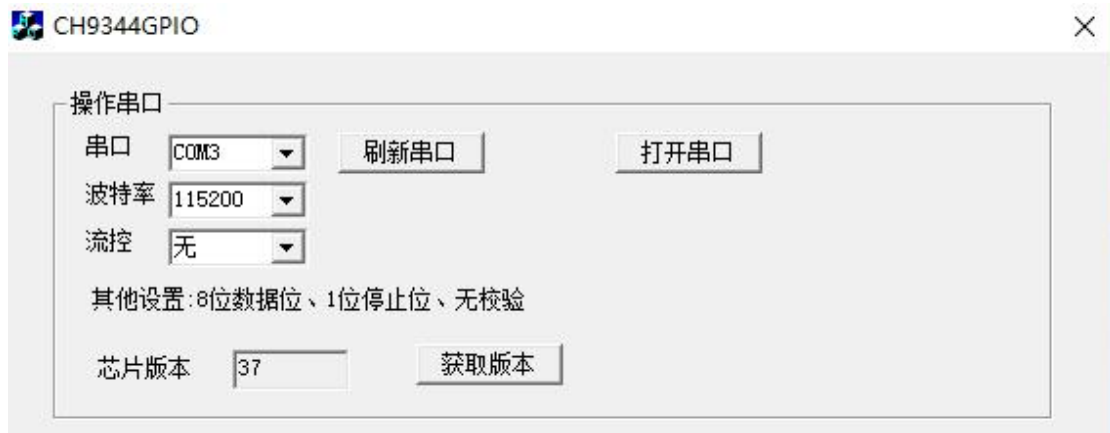 CH9344GPIO
操作串口
串口 COM3 刷新串口 打开串口
波特率 115200
流控 无
其他设置:8位数据位、1位停止位、无校验
芯片版本 37 获取版本